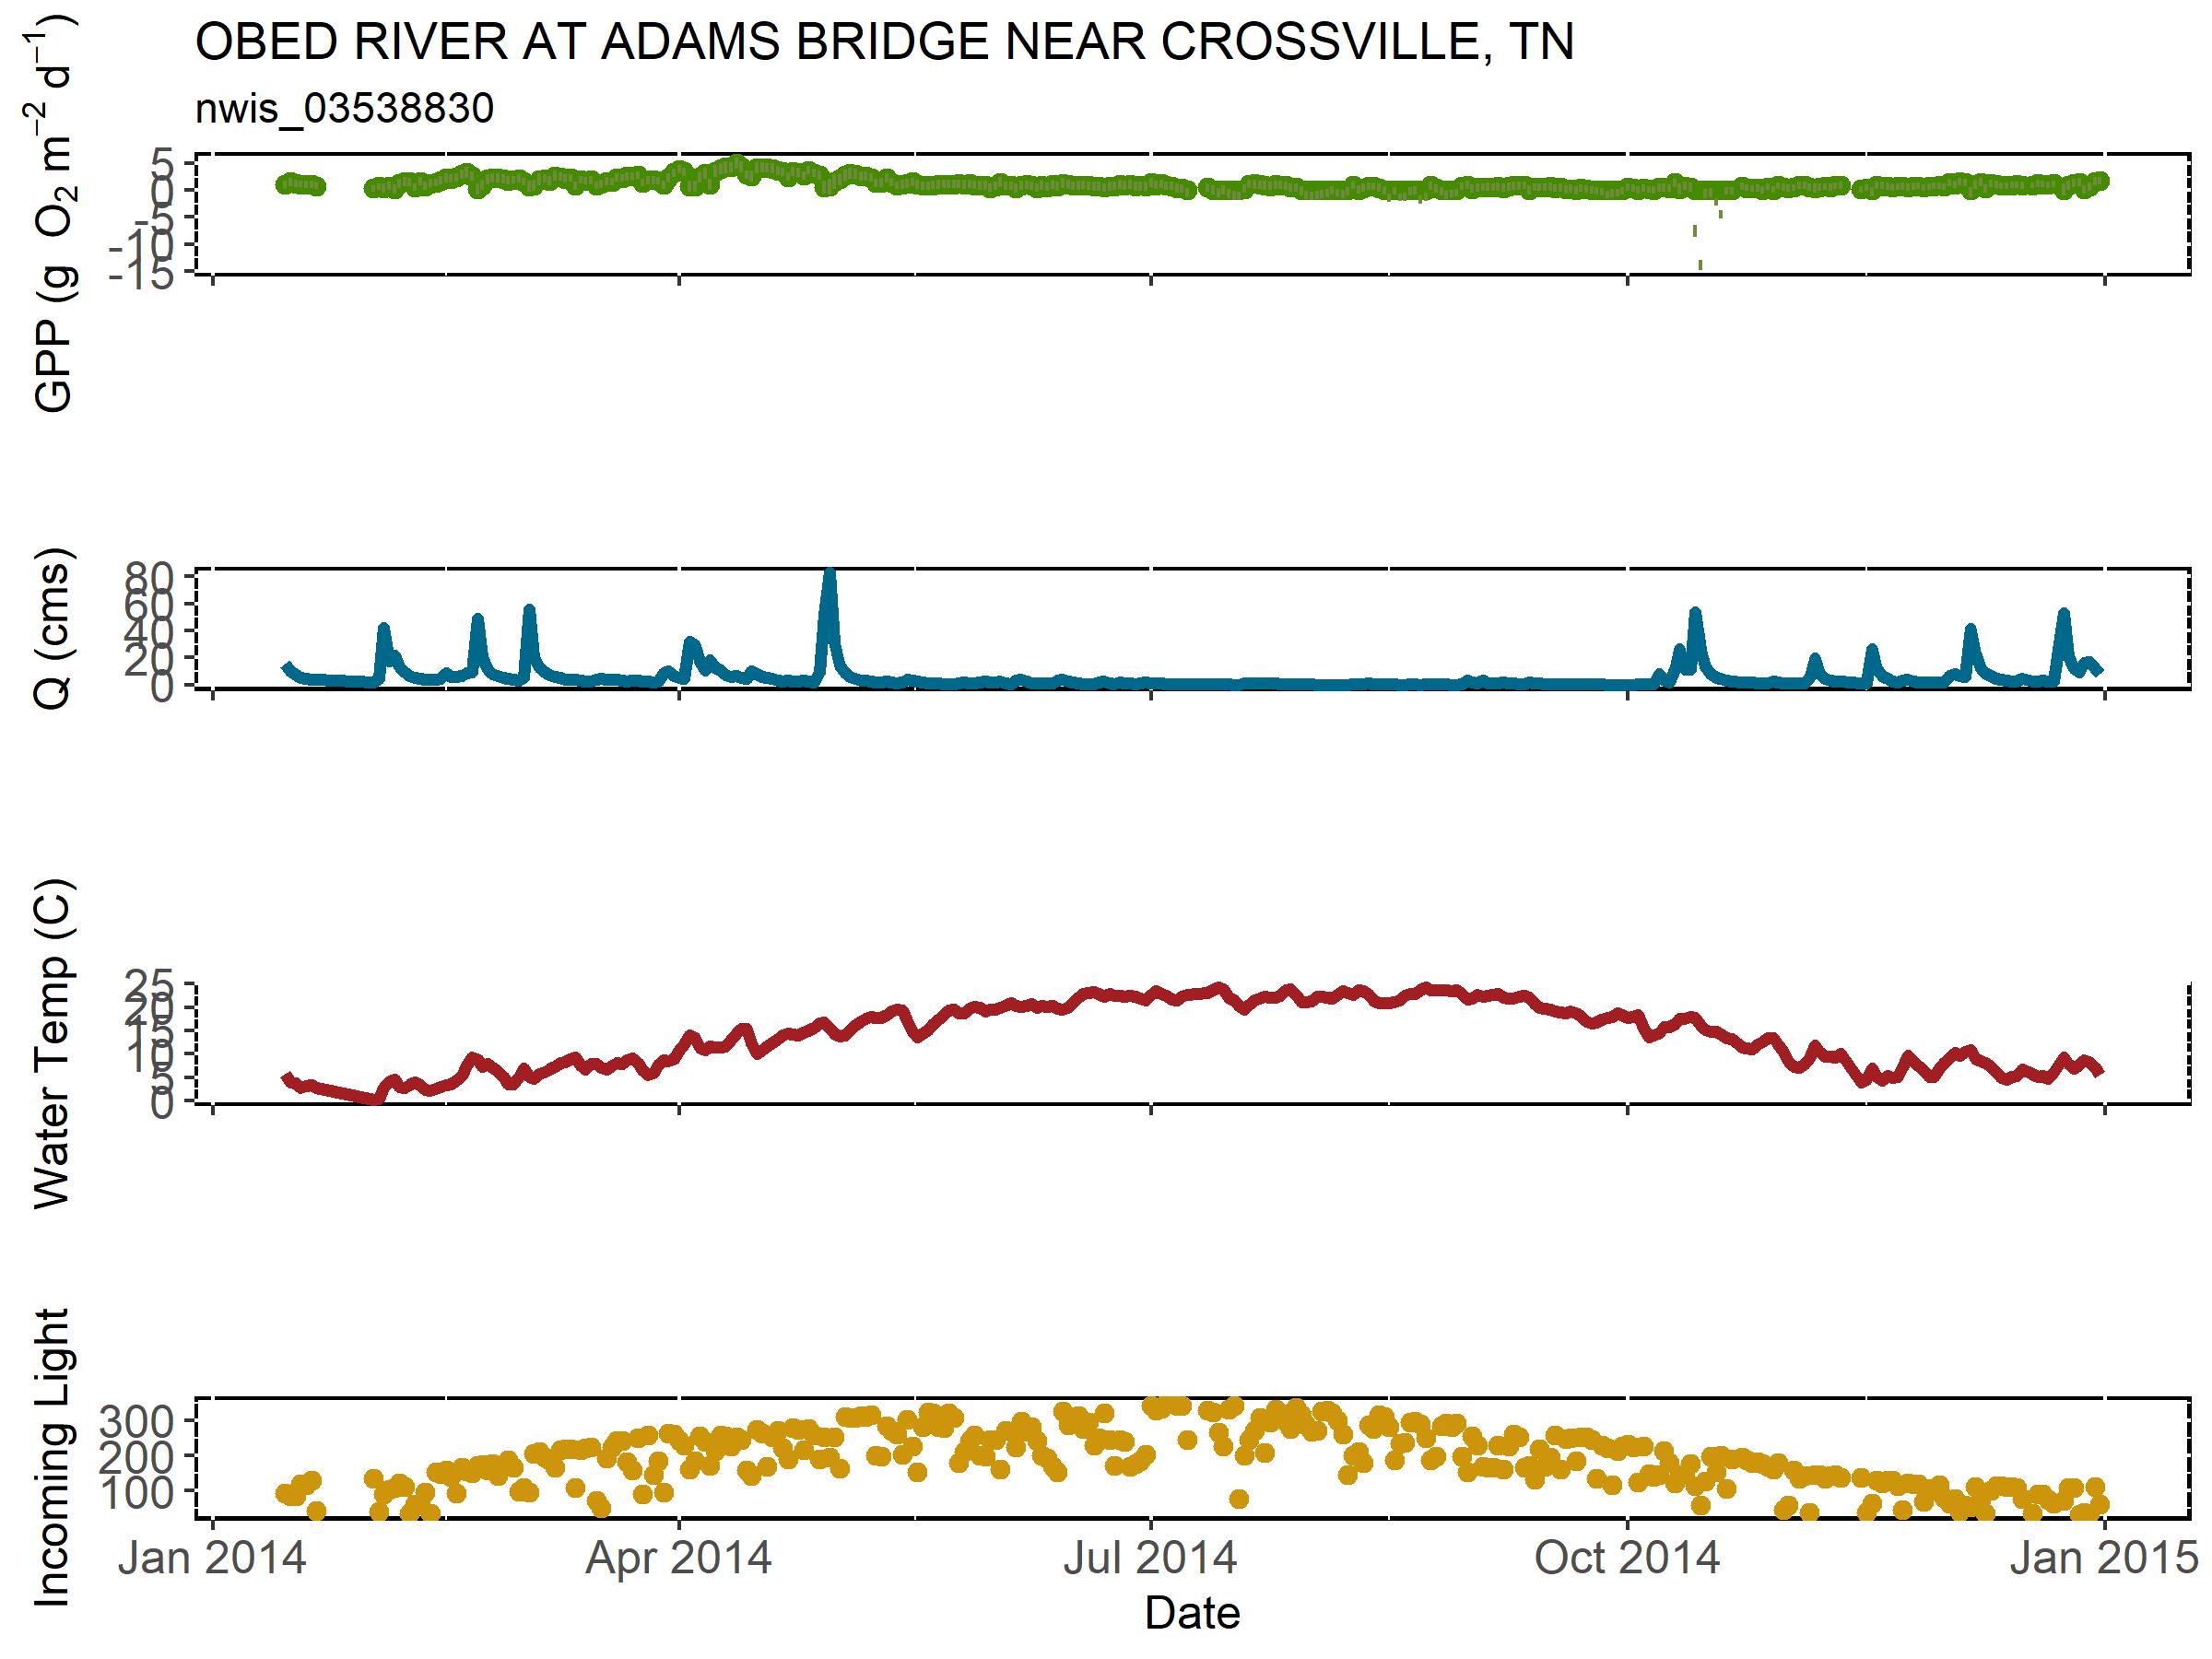 OBED RIVER AT ADAMS BRIDGE NEAR CROSSVILLE, TN
nwis_03538830
GPP (g O₂ m⁻² d⁻¹)
5
0
-5
-10
-15
Q (cms)
80
60
40
20
0
Water Temp (C)
25
20
15
10
5
0
Incoming Light
300
200
100
Jan 2014 Apr 2014 Jul 2014 Oct 2014 Jan 2015
Date